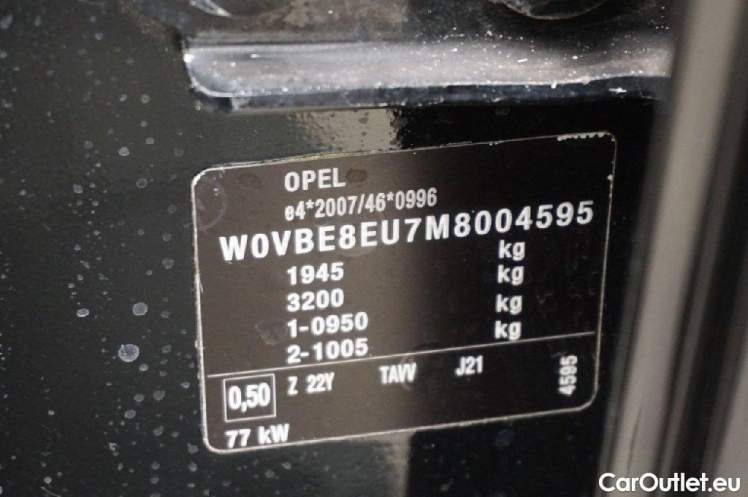 OPEL
e4*2007/46*0996
W0VBE8EU7M8004595
1945 kg
3200 kg
1-0950 kg
2-1005 kg
0,50 Z 22Y TAVV J21 4595
77 kW
CarOutlet.eu